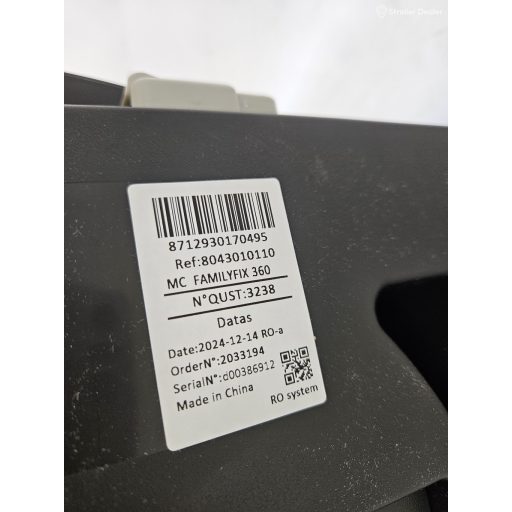 Stroller Dealer
8712930170495
Ref:8043010110
MC FAMILYFIX 360
N°QUST:3238
Datas
Date:2024-12-14 RO-a
OrderN°:2033194
SerialN°:d00386912
Made in China
RO system